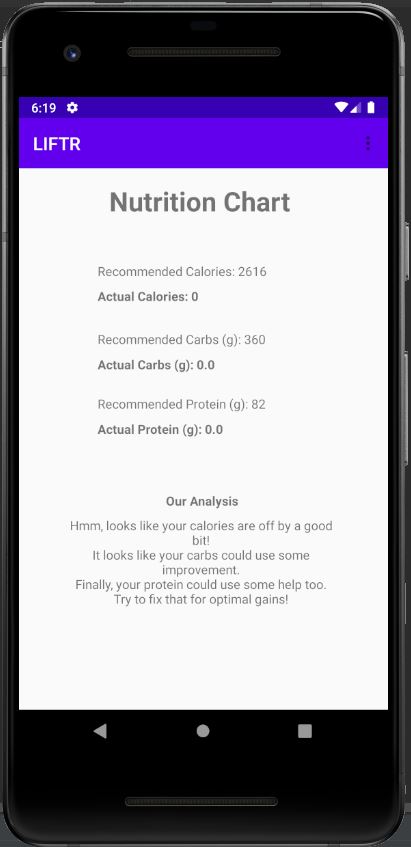 6:19
LIFTR
Nutrition Chart
Recommended Calories: 2616
Actual Calories: 0
Recommended Carbs (g): 360
Actual Carbs (g): 0.0
Recommended Protein (g): 82
Actual Protein (g): 0.0
Our Analysis
Hmm, looks like your calories are off by a good
bit!
It looks like your carbs could use some
improvement.
Finally, your protein could use some help too.
Try to fix that for optimal gains!